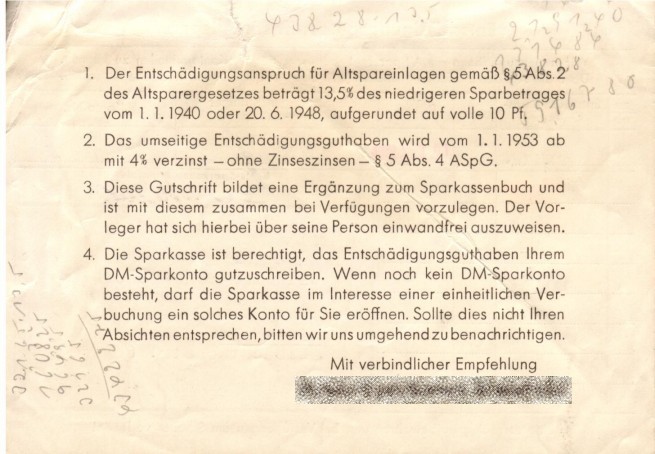 43828.135
1. Der Entschädigungsanspruch für Altspareinlagen gemäß § 5 Abs. 2
des Altsparergesetzes beträgt 13,5% des niedrigeren Sparbetrages
vom 1. 1. 1940 oder 20. 6. 1948, aufgerundet auf volle 10 Pf.
2. Das umseitige Entschädigungsguthaben wird vom 1. 1. 1953 ab
mit 4% verzinst – ohne Zinseszinsen – § 5 Abs. 4 ASpG.
3. Diese Gutschrift bildet eine Ergänzung zum Sparkassenbuch und
ist mit diesem zusammen bei Verfügungen vorzulegen. Der Vor-
leger hat sich hierbei über seine Person einwandfrei auszuweisen.
4. Die Sparkasse ist berechtigt, das Entschädigungsguthaben Ihrem
DM-Sparkonto gutzuschreiben. Wenn noch kein DM-Sparkonto
besteht, darf die Sparkasse im Interesse einer einheitlichen Ver-
buchung ein solches Konto für Sie eröffnen. Sollte dies nicht Ihren
Absichten entsprechen, bitten wir uns umgehend zu benachrichtigen.
Mit verbindlicher Empfehlung